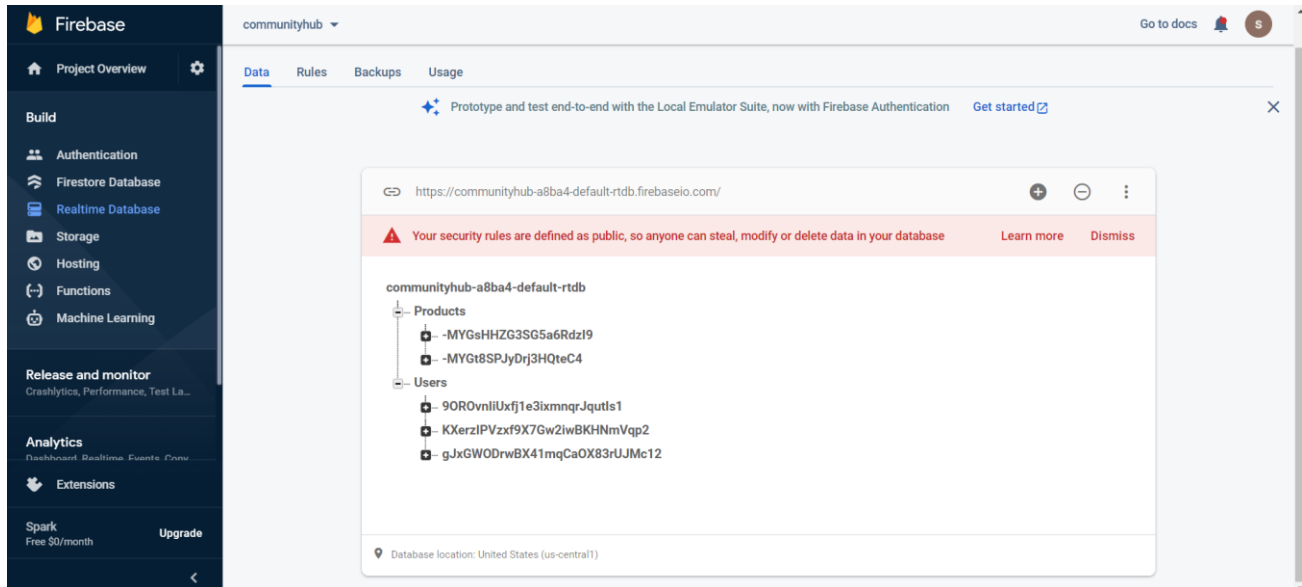 Firebase
Project Overview
Build
Authentication
Firestore Database
Realtime Database
Storage
Hosting
Functions
Machine Learning
Release and monitor
Crashlytics, Performance, Test La...
Analytics
Dashboard, Realtime, Events, Conv...
Extensions
Spark
Free $0/month
Upgrade
communityhub
Go to docs
S
Data Rules Backups Usage
Prototype and test end-to-end with the Local Emulator Suite, now with Firebase Authentication Get started
https://communityhub-a8ba4-default-rtdb.firebaseio.com/
Your security rules are defined as public, so anyone can steal, modify or delete data in your database Learn more Dismiss
communityhub-a8ba4-default-rtdb
Products
-MYGsHHZG3SG5a6RdzI9
-MYGt8SPJyDrj3HQteC4
Users
9OROvnliUxfj1e3ixmnqrJqutls1
KXerzIPVzxf9X7Gw2iwBKHNmVqp2
gJxGWODrwBX41mqCaOX83rUJMc12
Database location: United States (us-central1)